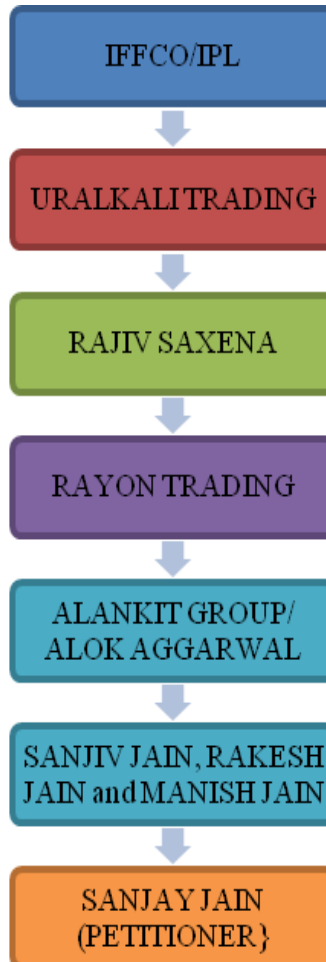 IFFCO/IPL
URALKALI TRADING
RAJIV SAXENA
RAYON TRADING
ALANKIT GROUP/
ALOK AGGARWAL
SANJIV JAIN, RAKESH
JAIN and MANISH JAIN
SANJAY JAIN
(PETITIONER}